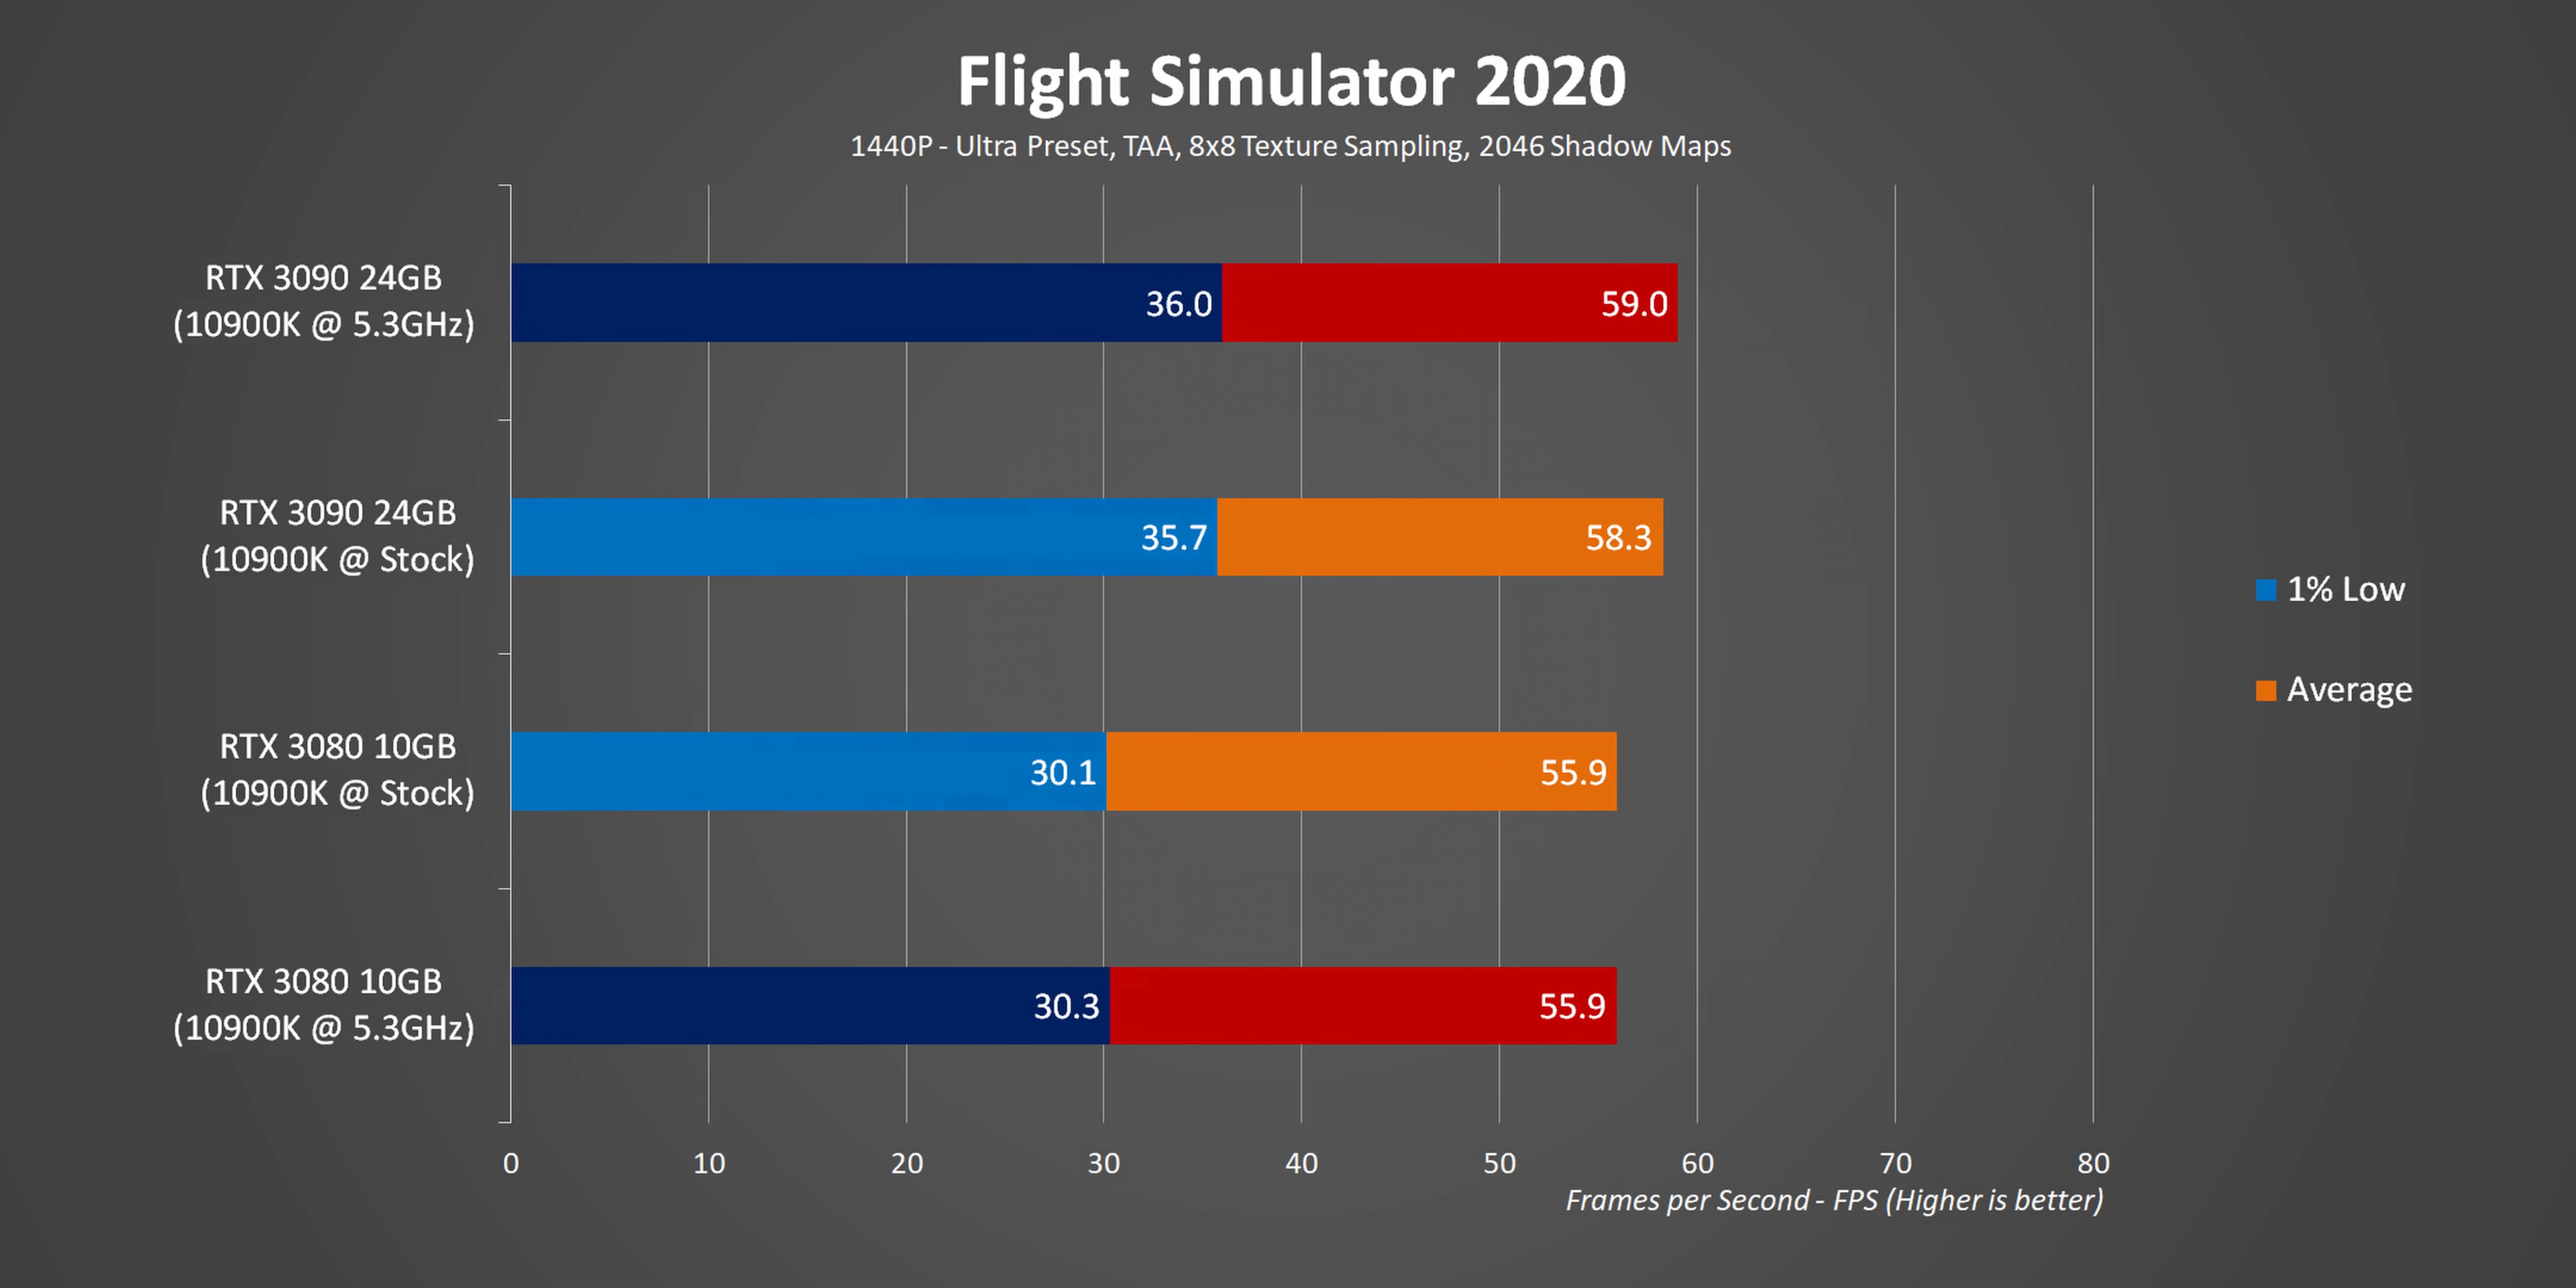 Flight Simulator 2020
1440P - Ultra Preset, TAA, 8x8 Texture Sampling, 2046 Shadow Maps
RTX 3090 24GB
(10900K @ 5.3GHz)
36.0
59.0
RTX 3090 24GB
(10900K @ Stock)
35.7
58.3
RTX 3080 10GB
(10900K @ Stock)
30.1
55.9
RTX 3080 10GB
(10900K @ 5.3GHz)
30.3
55.9
1% Low
Average
0 10 20 30 40 50 60 70 80
Frames per Second - FPS (Higher is better)